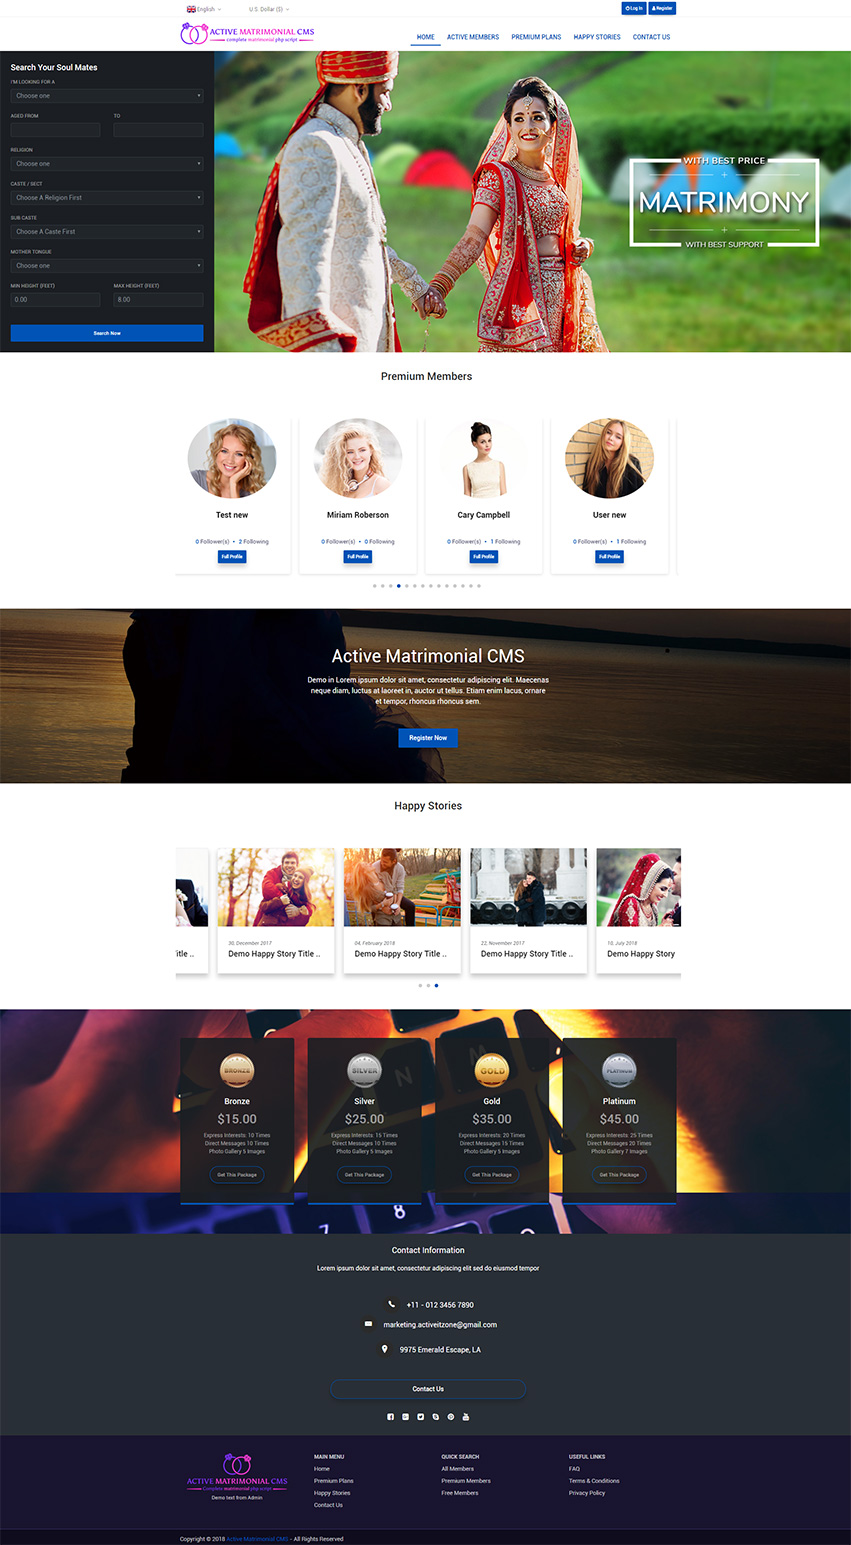 English
U.S. Dollar ($)
Log In
Register
ACTIVE MATRIMONIAL CMS
complete matrimonial php script
HOME
ACTIVE MEMBERS
PREMIUM PLANS
HAPPY STORIES
CONTACT US
Search Your Soul Mates
I'M LOOKING FOR A
Choose one
AGED FROM
TO
RELIGION
Choose one
CASTE / SECT
Choose A Religion First
SUB CASTE
Choose A Caste First
MOTHER TONGUE
Choose one
MIN HEIGHT (FEET)
MAX HEIGHT (FEET)
0.00
8.00
Search Now
WITH BEST PRICE
MATRIMONY
WITH BEST SUPPORT
Premium Members
Test new
0 Follower(s) • 2 Following
Full Profile
Miriam Roberson
0 Follower(s) • 0 Following
Full Profile
Cary Campbell
0 Follower(s) • 1 Following
Full Profile
User new
0 Follower(s) • 1 Following
Full Profile
Active Matrimonial CMS
Demo in Lorem ipsum dolor sit amet, consectetur adipiscing elit. Maecenas
neque diam, luctus at laoreet in, auctor ut tellus. Etiam enim lacus, ornare
et tempor, rhoncus rhoncus sem.
Register Now
Happy Stories
itle ..
30, December 2017
Demo Happy Story Title ..
04, February 2018
Demo Happy Story Title ..
22, November 2017
Demo Happy Story Title ..
10, July 2018
Demo Happy Story
BRONZE
Bronze
$15.00
Express Interests: 10 Times
Direct Messages 10 Times
Photo Gallery 5 Images
Get This Package
SILVER
Silver
$25.00
Express Interests: 15 Times
Direct Messages 10 Times
Photo Gallery 5 Images
Get This Package
GOLD
Gold
$35.00
Express Interests: 20 Times
Direct Messages 15 Times
Photo Gallery 5 Images
Get This Package
PLATINUM
Platinum
$45.00
Express Interests: 25 Times
Direct Messages 20 Times
Photo Gallery 7 Images
Get This Package
N
M
8
Contact Information
Lorem ipsum dolor sit amet, consectetur adipiscing elit sed do eiusmod tempor
+11 - 012 3456 7890
marketing.activeitzone@gmail.com
9975 Emerald Escape, LA
Contact Us
ACTIVE MATRIMONIAL CMS
Complete matrimonial php script
Demo text from Admin
MAIN MENU
Home
Premium Plans
Happy Stories
Contact Us
QUICK SEARCH
All Members
Premium Members
Free Members
USEFUL LINKS
FAQ
Terms & Conditions
Privacy Policy
Copyright © 2018 Active Matrimonial CMS - All Rights Reserved